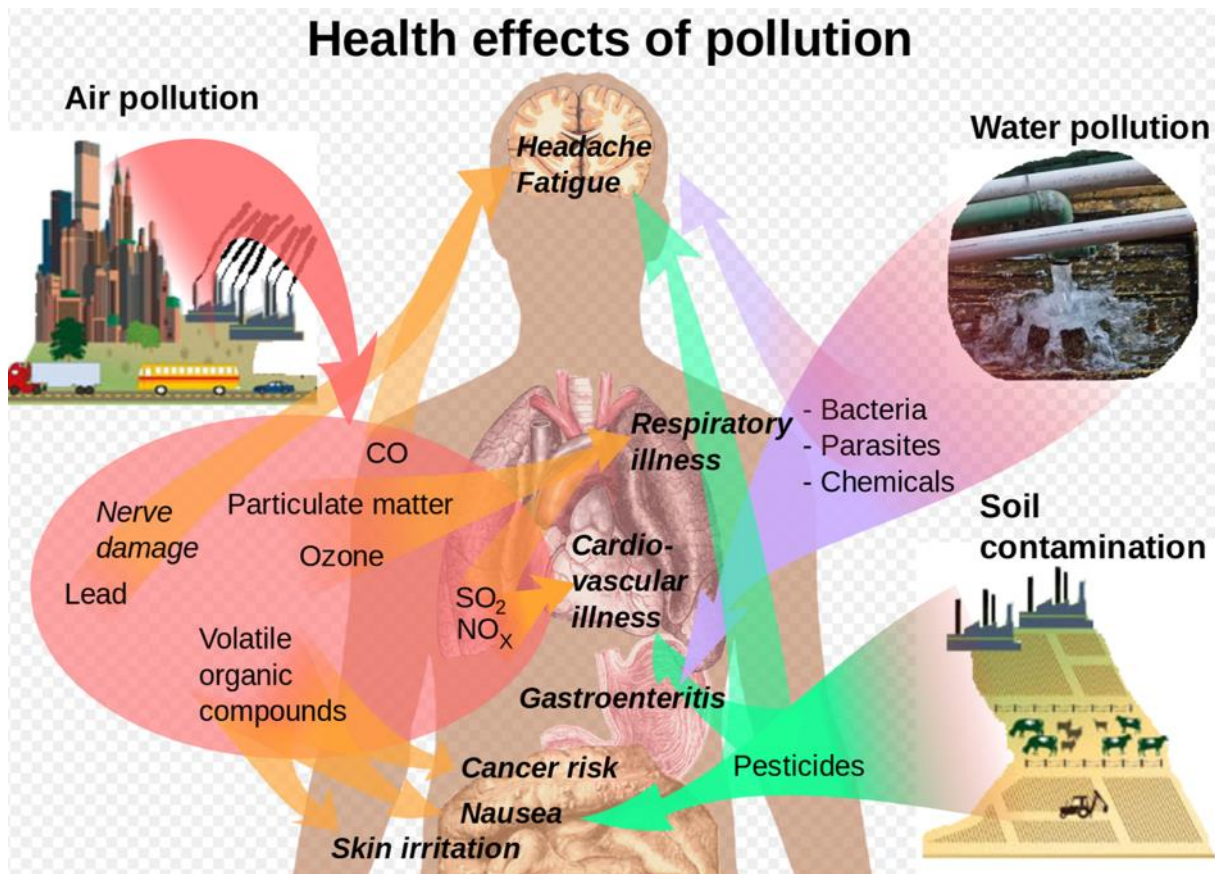 Health effects of pollution
Air pollution
Water pollution
Headache
Fatigue
- Bacteria
- Parasites
- Chemicals
Respiratory
illness
CO
Particulate matter
Nerve
damage
Ozone
Lead
Soil
contamination
Cardio-
vascular
illness
SO₂
NOₓ
Volatile
organic
compounds
Gastroenteritis
Pesticides
Cancer risk
Nausea
Skin irritation